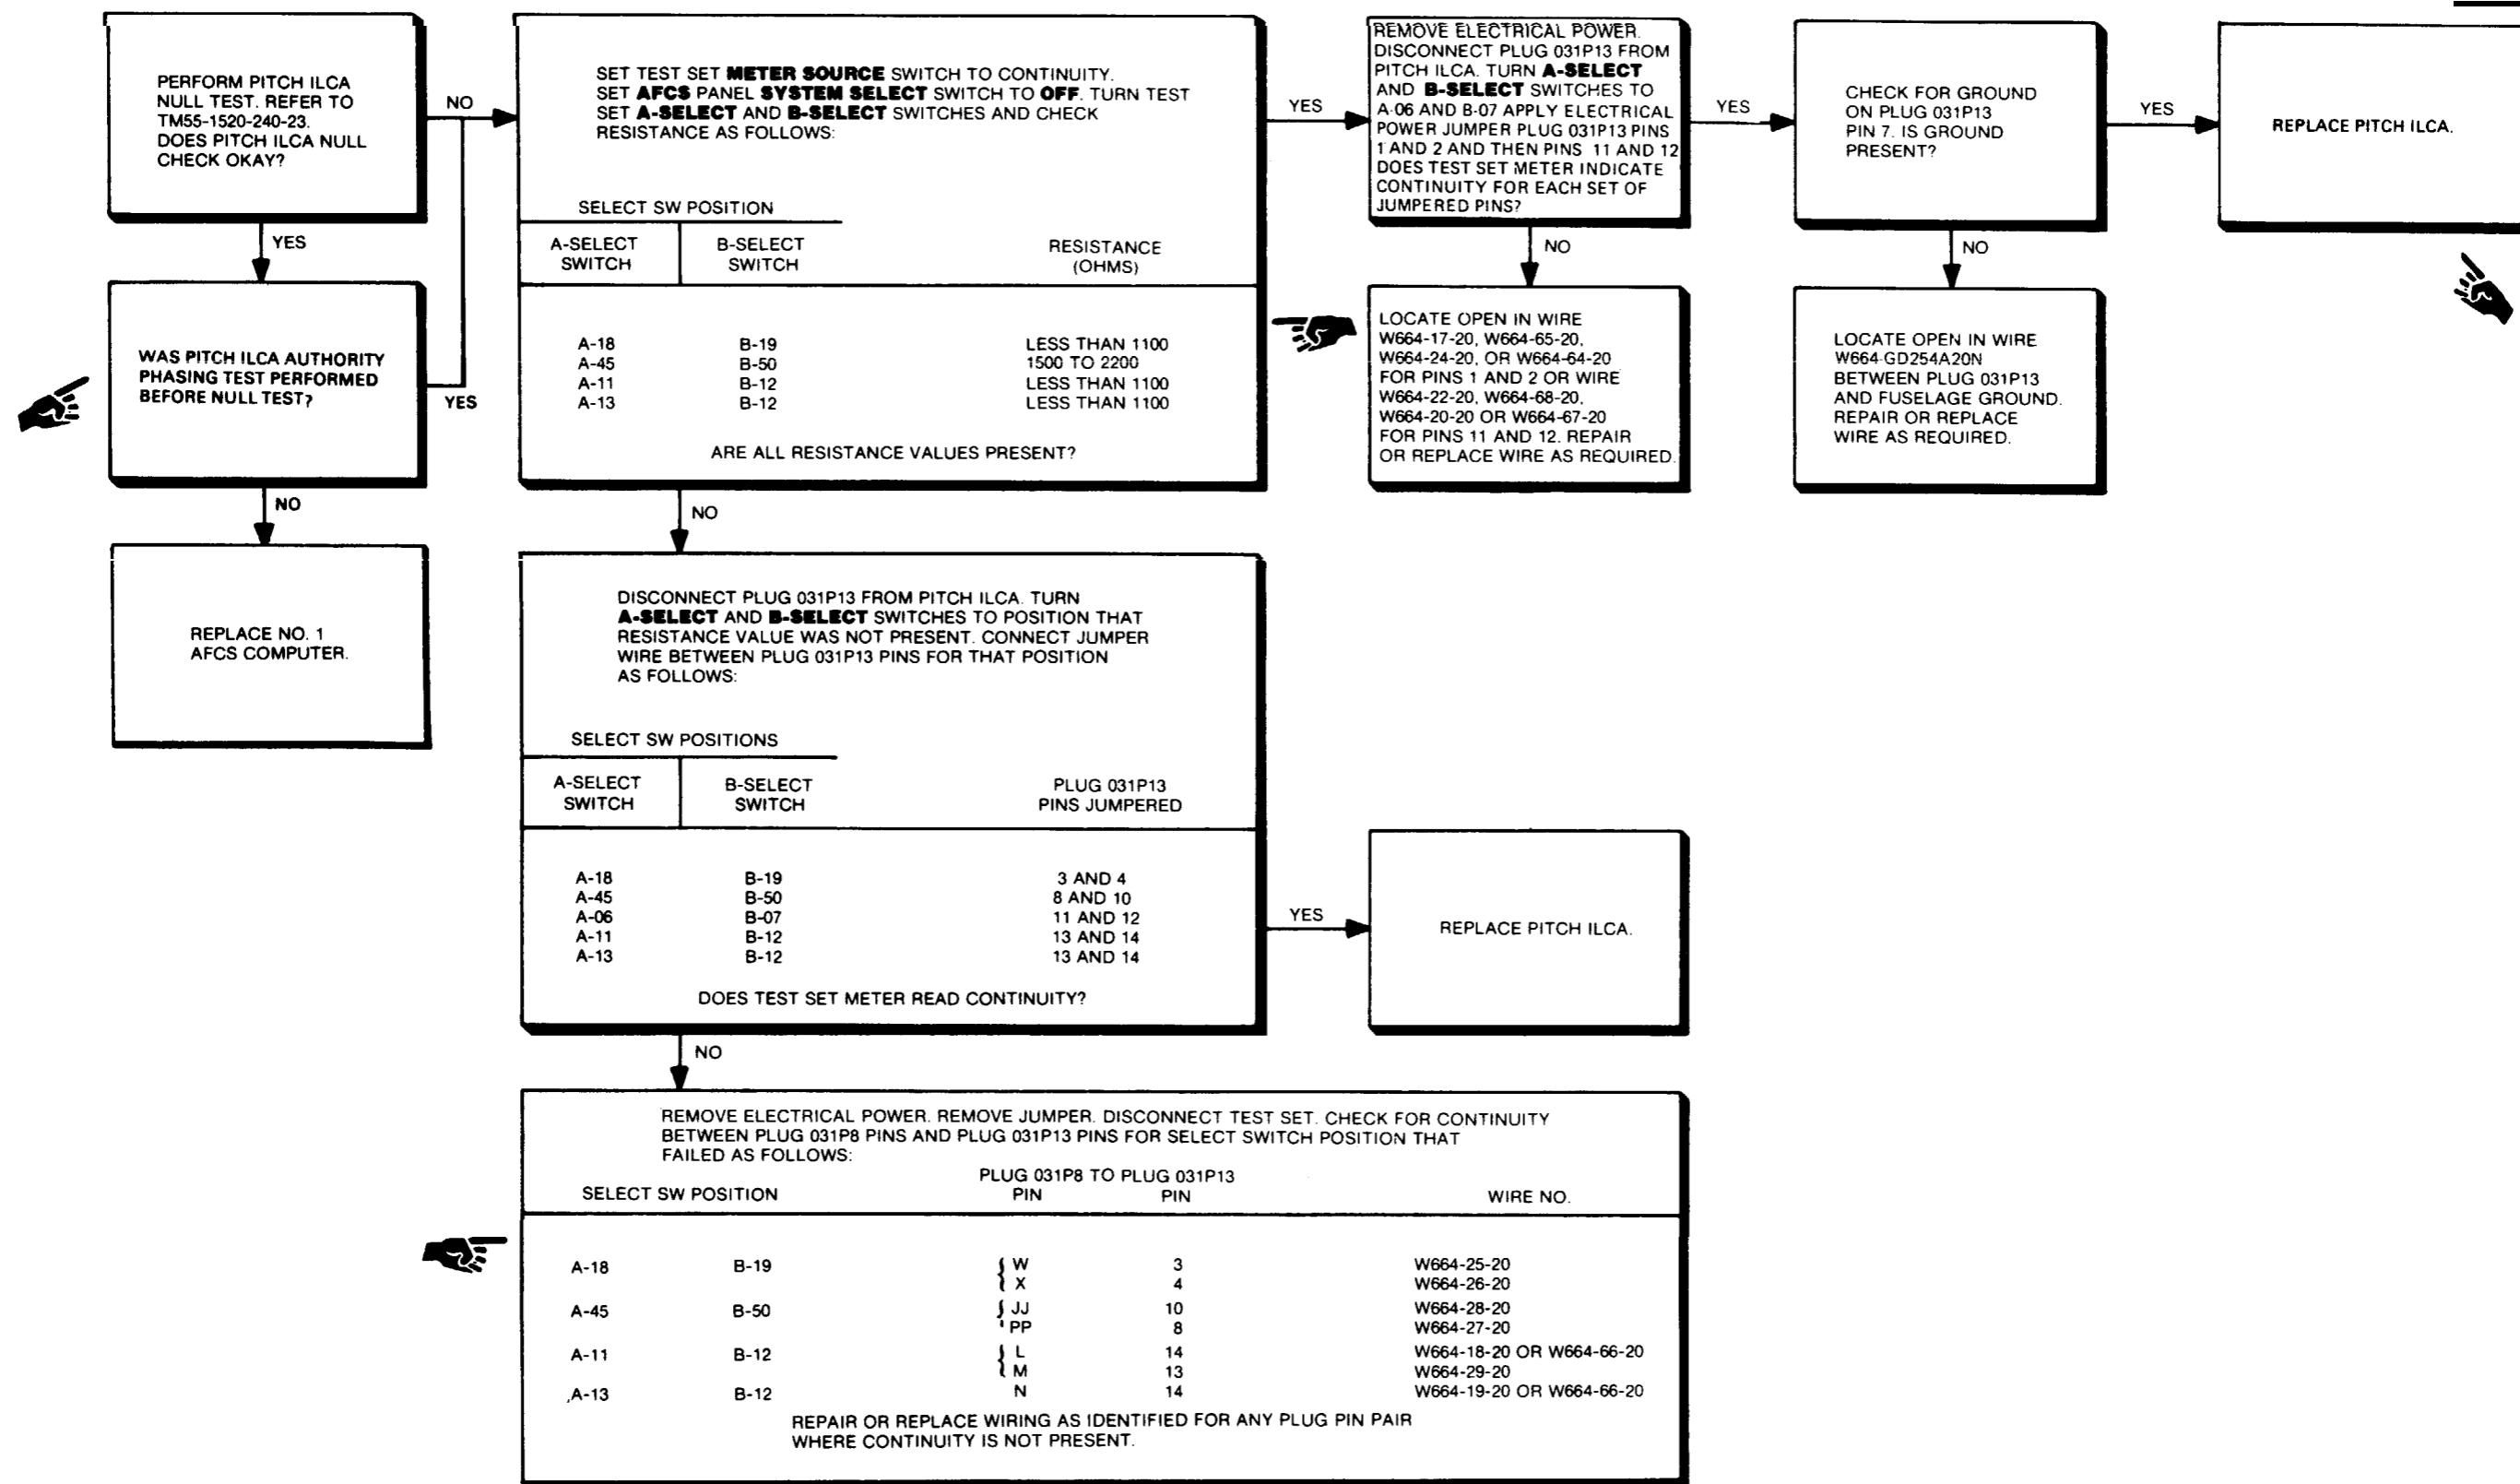 PERFORM PITCH ILCA
NULL TEST. REFER TO
TM55-1520-240-23.
DOES PITCH ILCA NULL
CHECK OKAY?
NO
YES
WAS PITCH ILCA AUTHORITY
PHASING TEST PERFORMED
BEFORE NULL TEST?
YES
NO
REPLACE NO. 1
AFCS COMPUTER.
SET TEST SET METER SOURCE SWITCH TO CONTINUITY.
SET AFCS PANEL SYSTEM SELECT SWITCH TO OFF. TURN TEST
SET A-SELECT AND B-SELECT SWITCHES AND CHECK
RESISTANCE AS FOLLOWS:
SELECT SW POSITION
A-SELECT B-SELECT RESISTANCE
SWITCH SWITCH (OHMS)
A-18 B-19 LESS THAN 1100
A-45 B-50 1500 TO 2200
A-11 B-12 LESS THAN 1100
A-13 B-12 LESS THAN 1100
ARE ALL RESISTANCE VALUES PRESENT?
YES
NO
REMOVE ELECTRICAL POWER.
DISCONNECT PLUG 031P13 FROM
PITCH ILCA. TURN A-SELECT
AND B-SELECT SWITCHES TO
A-06 AND B-07 APPLY ELECTRICAL
POWER JUMPER PLUG 031P13 PINS
1 AND 2 AND THEN PINS 11 AND 12
DOES TEST SET METER INDICATE
CONTINUITY FOR EACH SET OF
JUMPERED PINS?
YES
NO
LOCATE OPEN IN WIRE
W664-17-20, W664-65-20,
W664-24-20, OR W664-64-20
FOR PINS 1 AND 2 OR WIRE
W664-22-20, W664-68-20,
W664-20-20 OR W664-67-20
FOR PINS 11 AND 12. REPAIR
OR REPLACE WIRE AS REQUIRED.
CHECK FOR GROUND
ON PLUG 031P13
PIN 7. IS GROUND
PRESENT?
YES
NO
LOCATE OPEN IN WIRE
W664-GD254A20N
BETWEEN PLUG 031P13
AND FUSELAGE GROUND.
REPAIR OR REPLACE
WIRE AS REQUIRED.
REPLACE PITCH ILCA.
DISCONNECT PLUG 031P13 FROM PITCH ILCA. TURN
A-SELECT AND B-SELECT SWITCHES TO POSITION THAT
RESISTANCE VALUE WAS NOT PRESENT. CONNECT JUMPER
WIRE BETWEEN PLUG 031P13 PINS FOR THAT POSITION
AS FOLLOWS:
SELECT SW POSITIONS
A-SELECT B-SELECT PLUG 031P13
SWITCH SWITCH PINS JUMPERED
A-18 B-19 3 AND 4
A-45 B-50 8 AND 10
A-06 B-07 11 AND 12
A-11 B-12 13 AND 14
A-13 B-12 13 AND 14
DOES TEST SET METER READ CONTINUITY?
YES
REPLACE PITCH ILCA.
NO
REMOVE ELECTRICAL POWER. REMOVE JUMPER. DISCONNECT TEST SET. CHECK FOR CONTINUITY
BETWEEN PLUG 031P8 PINS AND PLUG 031P13 PINS FOR SELECT SWITCH POSITION THAT
FAILED AS FOLLOWS:
PLUG 031P8 TO PLUG 031P13
SELECT SW POSITION PIN PIN WIRE NO.
A-18 B-19 W 3 W664-25-20
X 4 W664-26-20
A-45 B-50 JJ 10 W664-28-20
PP 8 W664-27-20
A-11 B-12 L 14 W664-18-20 OR W664-66-20
M 13 W664-29-20
A-13 B-12 N 14 W664-19-20 OR W664-66-20
REPAIR OR REPLACE WIRING AS IDENTIFIED FOR ANY PLUG PIN PAIR
WHERE CONTINUITY IS NOT PRESENT.